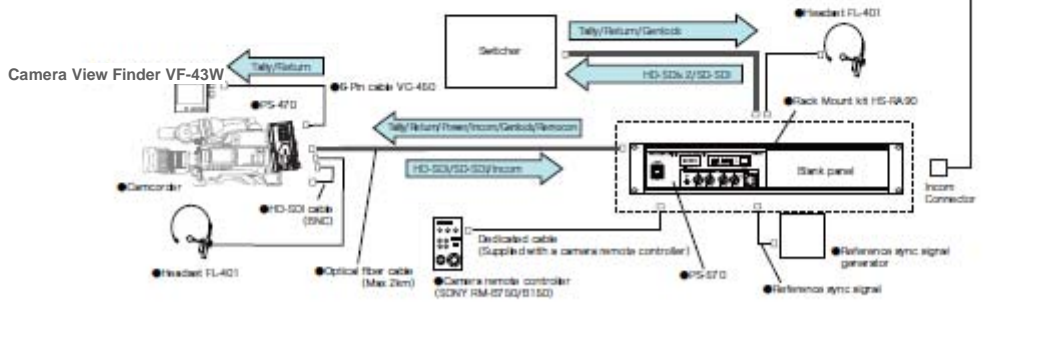 Headset FL-401
Tally/Return/Genlock
Switcher
HD-SDIx2/SD-SDI
Camera View Finder VF-43W
Tally/Return
6-Pin cable VC-450
PS-470
Rack Mount kit HS-RA90
Tally/Return/Power/Incom/Genlock/Remocon
HD-SDI/SD-SDI/Incom
Blank panel
Camcorder
HD-SDI cable
(BNC)
Incom
Connector
Dedicated cable
(Supplied with a camera remote controller)
Reference sync signal
generator
Headset FL-401
Optical fiber cable
(Max 2km)
Camera remote controller
(SONY RM-B750/B150)
PS-570
Reference sync signal